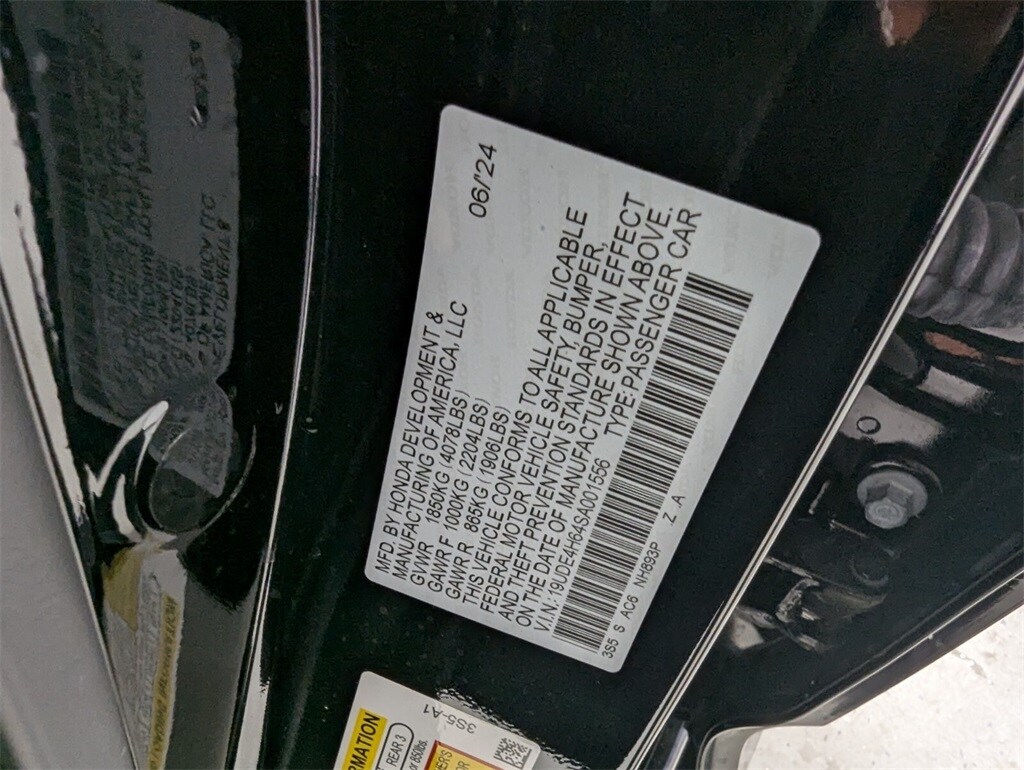 06/'24
MFD. BY HONDA DEVELOPMENT &
MANUFACTURING OF AMERICA, LLC
GVWR 1850KG (4078LBS)
GAWR F 1000KG (2204LBS)
GAWR R 865KG (1906LBS)
THIS VEHICLE CONFORMS TO ALL APPLICABLE
FEDERAL MOTOR VEHICLE SAFETY, BUMPER,
AND THEFT PREVENTION STANDARDS IN EFFECT
ON THE DATE OF MANUFACTURE SHOWN ABOVE.
V.I.N.: 19UDE4H64SA001556 TYPE:PASSENGER CAR
3S5 S AC6 NH893P Z A
3S5-A1
REAR 3